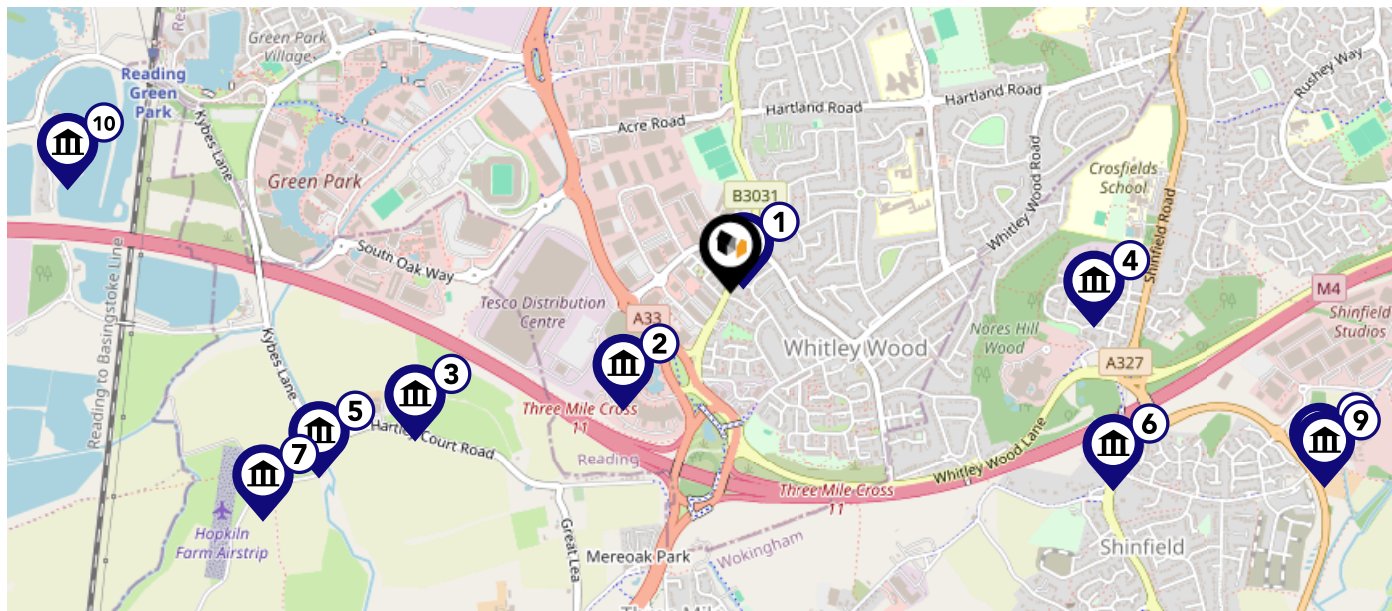 Green Park
Village
Rea
Reading
Green
Park
10
Kybes Lane
Green Park
Acre Road
Hartland Road
Hartland Road
Rushey Way
Crosfields
School
B3031
1
Whitley Wood Road
Shinfield Road
South Oak Way
Tesco Distribution
Centre
A33
4
M4
Shinfield
Studios
Reading to Basingstoke Line
Kybes Lane
2
Whitley Wood
Nores Hill
Wood
A327
3
5
7
Hartley Court Road
Three Mile Cross
11
Reading
6
9
Whitley Wood Lane
Three Mile Cross
11
Hopkiln
Farm Airstrip
Great Lea
Mereoak Park
Wokingham
Shinfield
Three Mil